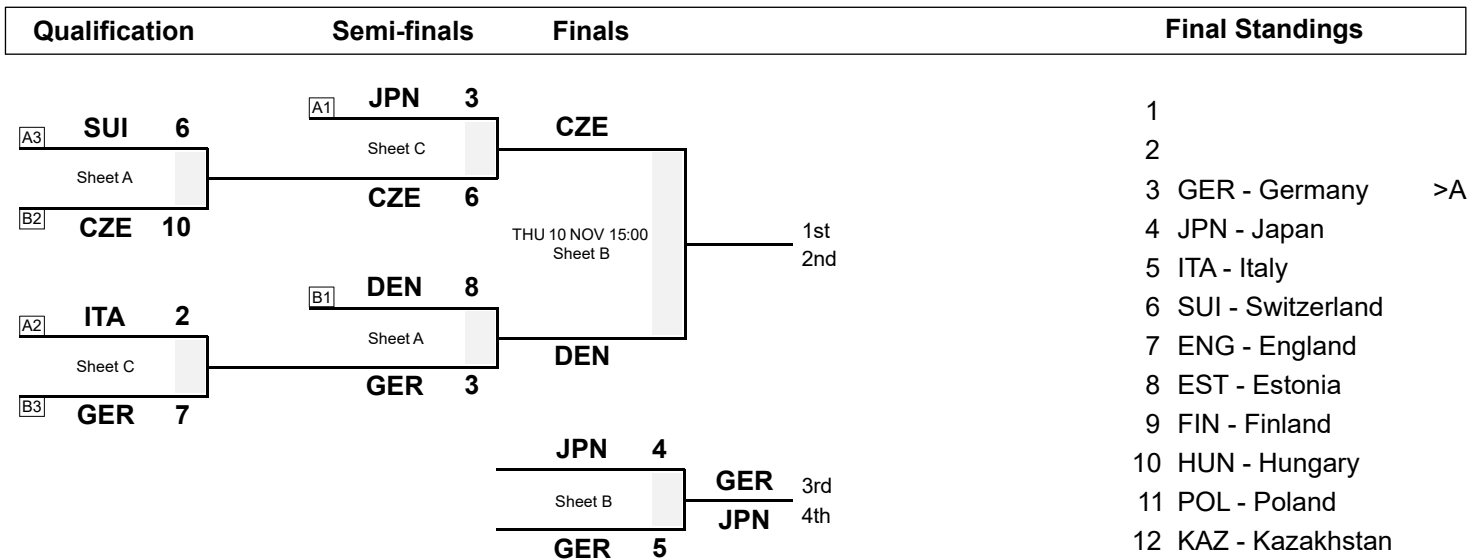 Qualification Semi-finals Finals Final Standings
A1 JPN 3
A3 SUI 6
Sheet C
CZE
Sheet A
CZE 6
B2 CZE 10
THU 10 NOV 15:00
Sheet B
1st
2nd
B1 DEN 8
A2 ITA 2
Sheet A
DEN
Sheet C
GER 3
B3 GER 7
JPN 4
Sheet B
GER 3rd
JPN 4th
GER 5
1
2
3 GER - Germany >A
4 JPN - Japan
5 ITA - Italy
6 SUI - Switzerland
7 ENG - England
8 EST - Estonia
9 FIN - Finland
10 HUN - Hungary
11 POL - Poland
12 KAZ - Kazakhstan